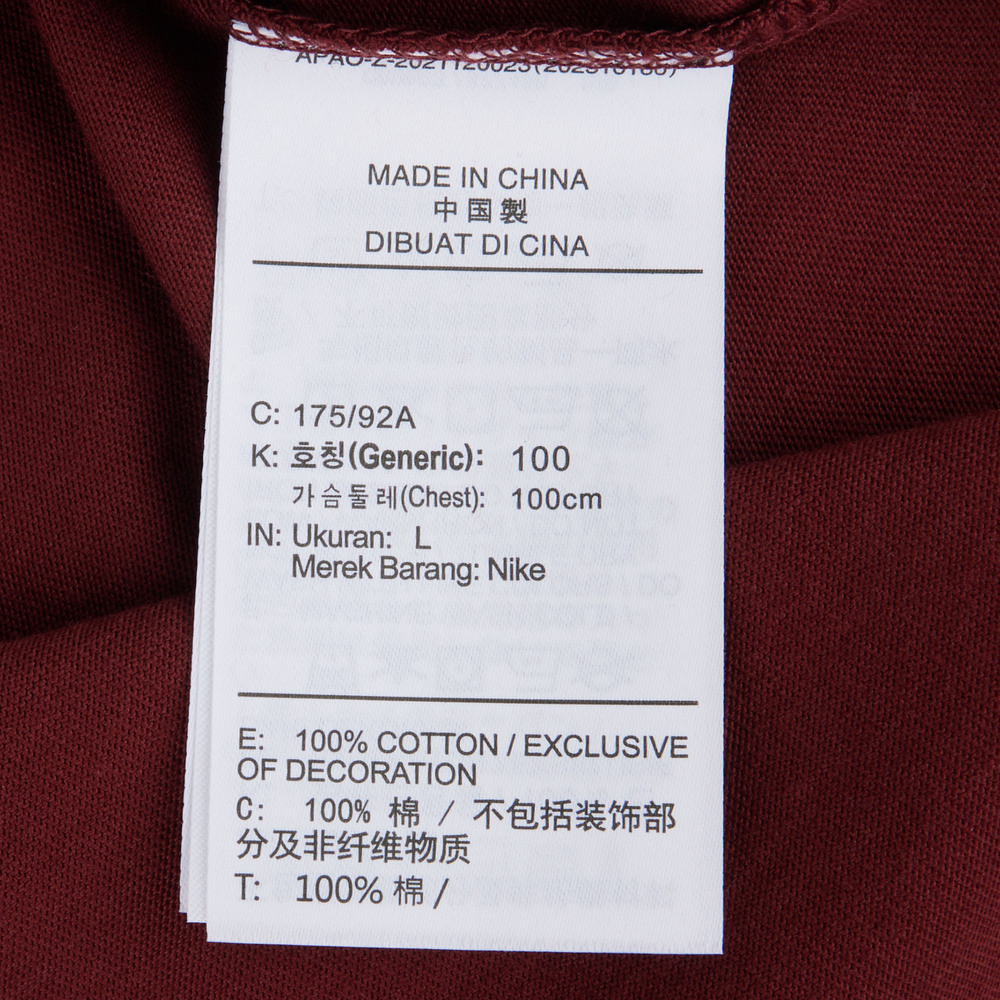 MADE IN CHINA
中国製
DIBUAT DI CINA
C: 175/92A
K: 호칭(Generic): 100
가슴둘레(Chest): 100cm
IN: Ukuran: L
Merek Barang: Nike
E: 100% COTTON / EXCLUSIVE
OF DECORATION
C: 100% 棉 / 不包括装饰部
分及非纤维物质
T: 100% 棉 /